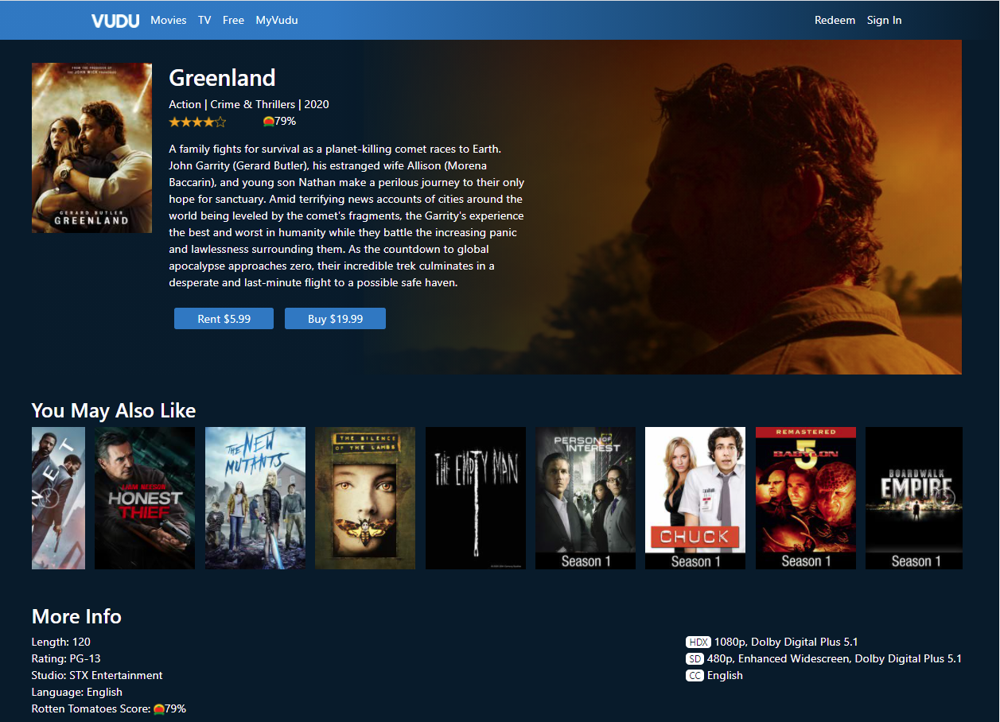 VUDU Movies TV Free MyVudu Redeem Sign In
FROM THE PRODUCER OF
THE JOHN WICK FRANCHISE
GERARD BUTLER
GREENLAND
Greenland
Action | Crime & Thrillers | 2020
79%
A family fights for survival as a planet-killing comet races to Earth.
John Garrity (Gerard Butler), his estranged wife Allison (Morena
Baccarin), and young son Nathan make a perilous journey to their only
hope for sanctuary. Amid terrifying news accounts of cities around the
world being leveled by the comet's fragments, the Garrity's experience
the best and worst in humanity while they battle the increasing panic
and lawlessness surrounding them. As the countdown to global
apocalypse approaches zero, their incredible trek culminates in a
desperate and last-minute flight to a possible safe haven.
Rent $5.99
Buy $19.99
You May Also Like
NET
LIAM NEESON
HONEST
THIEF
THE NEW
MUTANTS
THE SILENCE
OF THE LAMBS
THE EMPTY MAN
PERSON OF
INTEREST
Season 1
CHUCK
Season 1
REMASTERED
BABYLON
5
Season 1
BOARDWALK
EMPIRE
Season 1
More Info
Length: 120
Rating: PG-13
Studio: STX Entertainment
Language: English
Rotten Tomatoes Score: 79%
HDX 1080p, Dolby Digital Plus 5.1
SD 480p, Enhanced Widescreen, Dolby Digital Plus 5.1
CC English